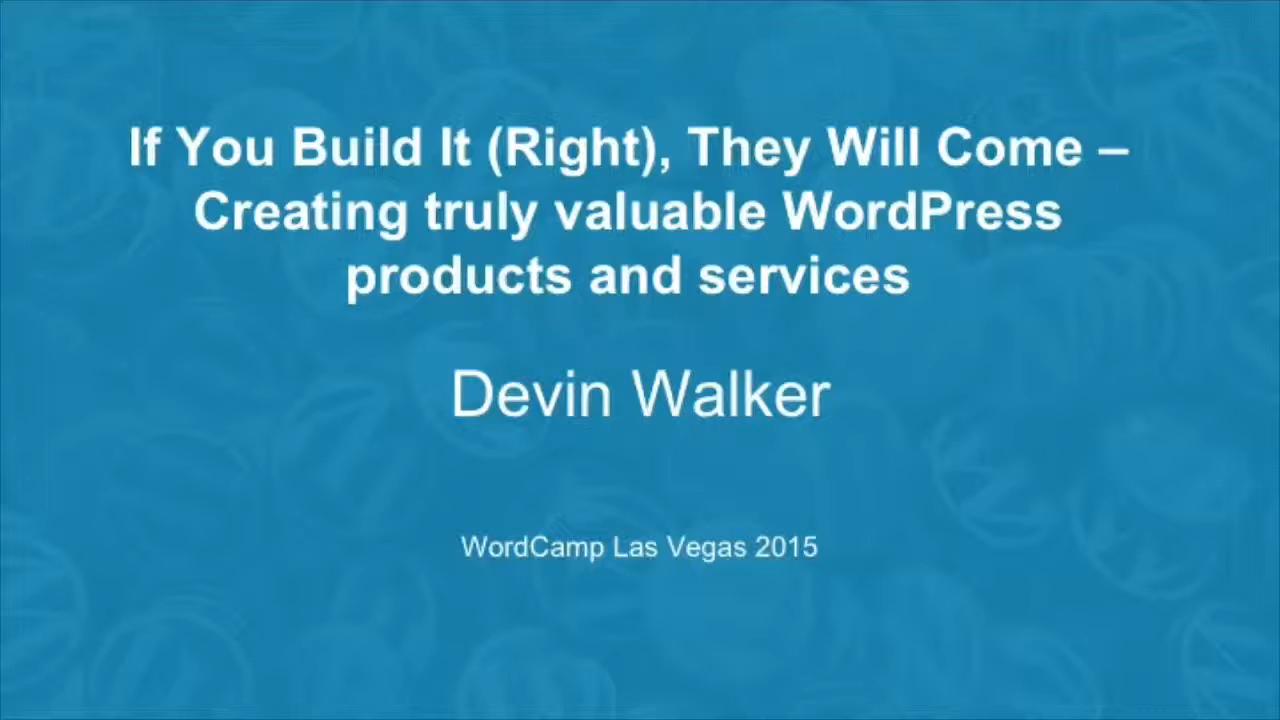 If You Build It (Right), They Will Come –
Creating truly valuable WordPress
products and services
Devin Walker
WordCamp Las Vegas 2015